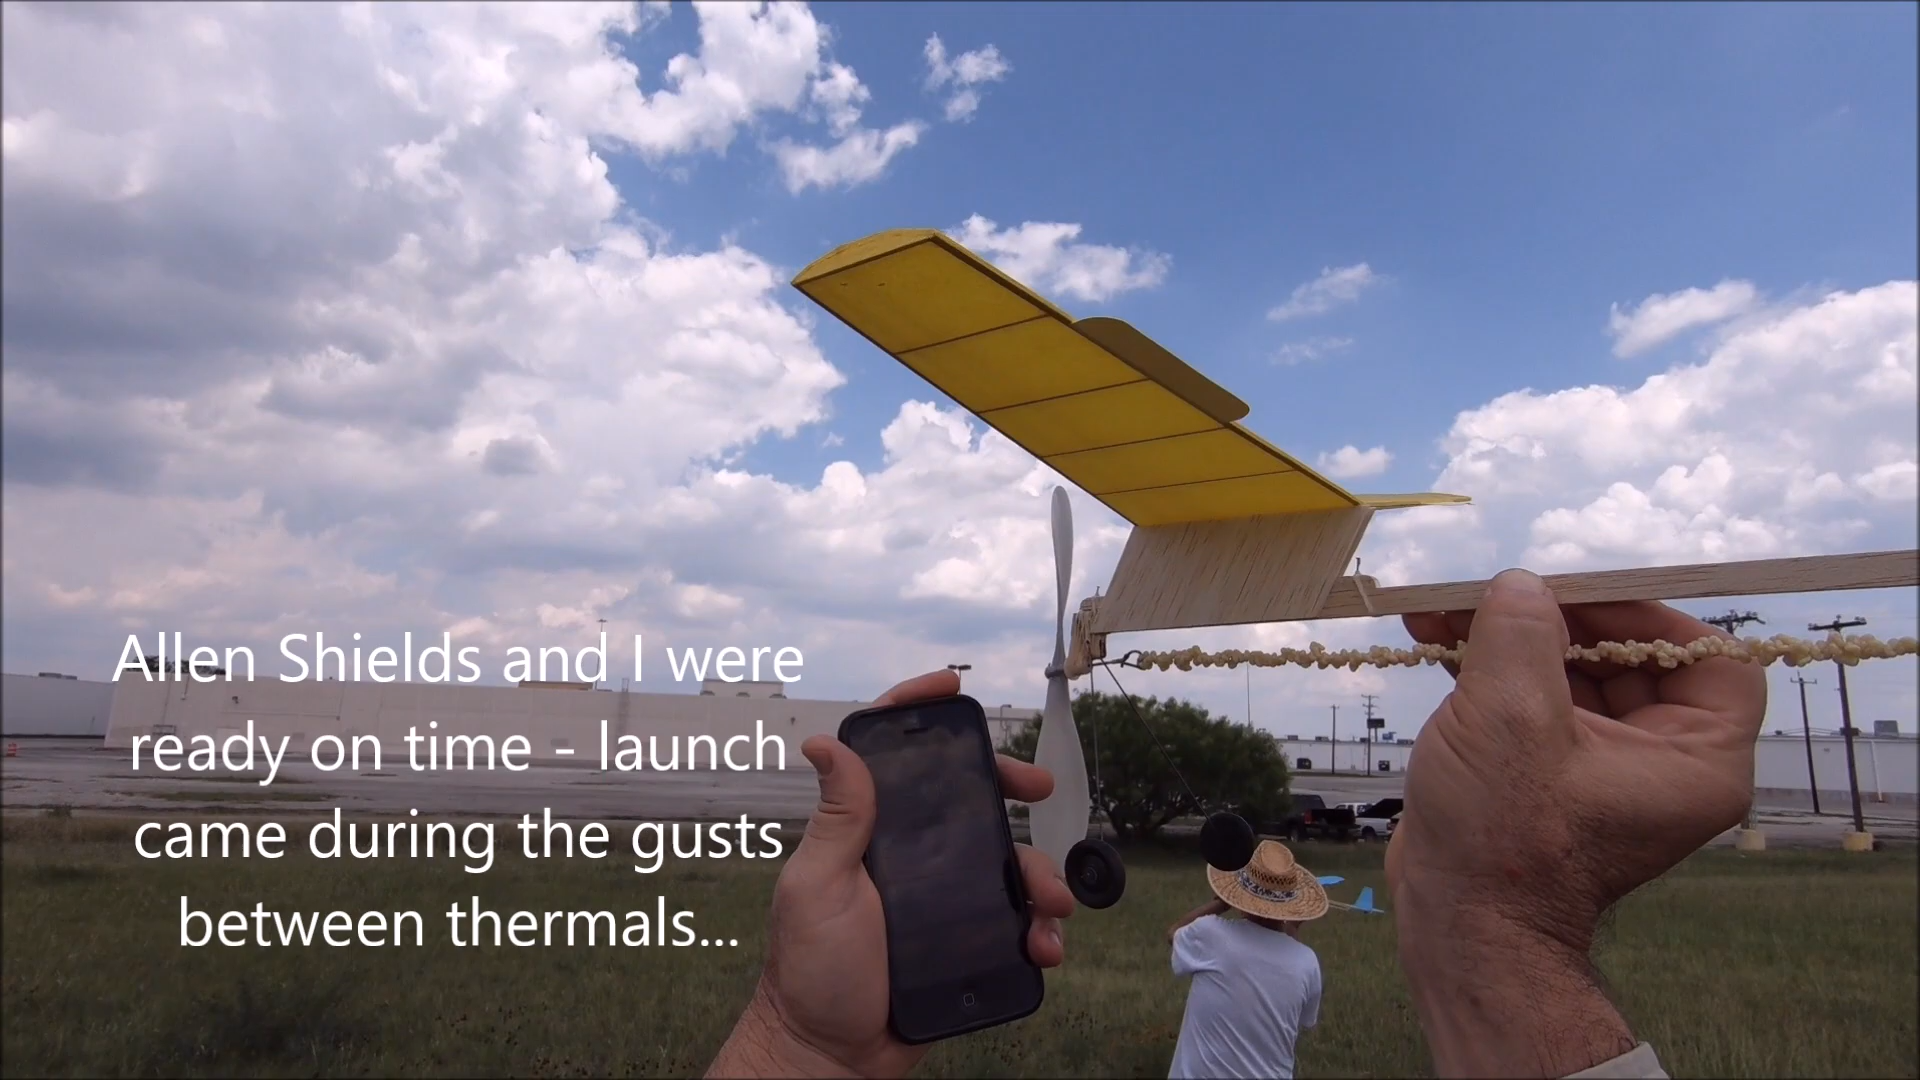 Allen Shields and I were
ready on time - launch
came during the gusts
between thermals...